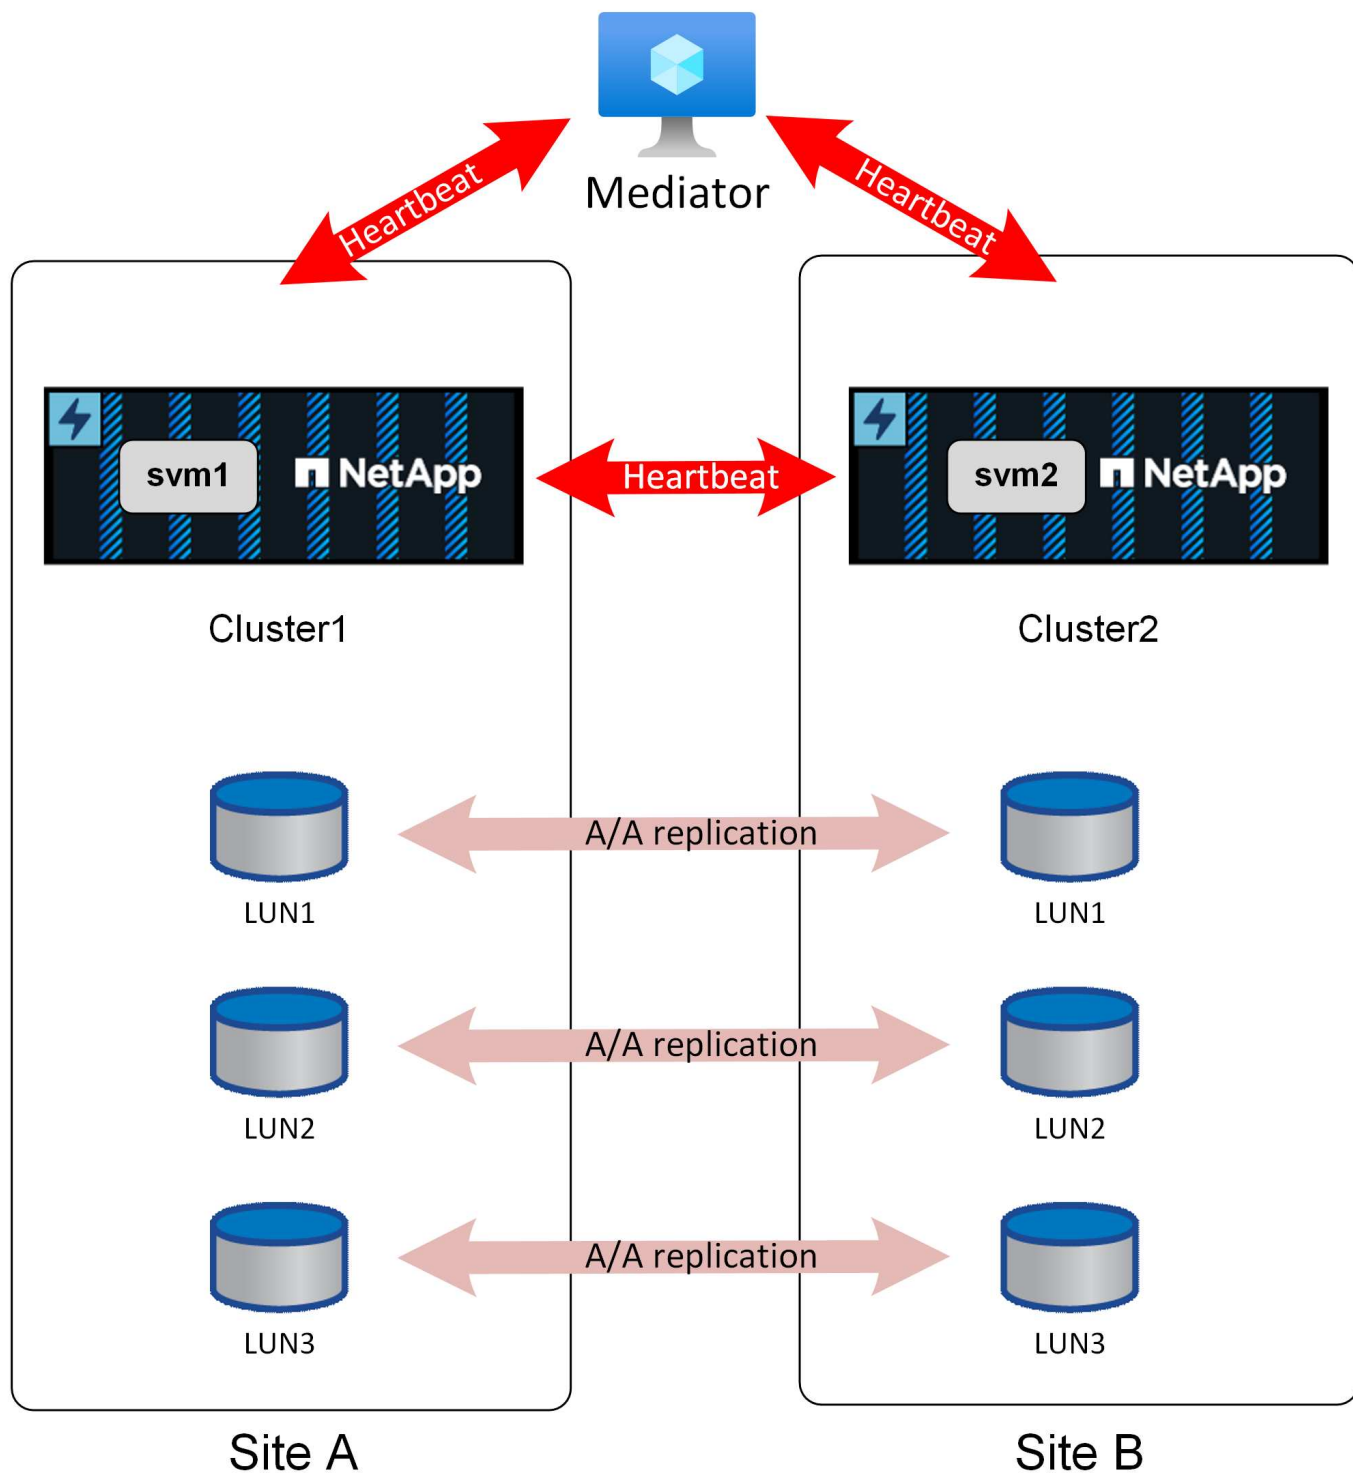 Mediator
Heartbeat
Heartbeat
svm1
NetApp
Heartbeat
svm2
NetApp
Cluster1
Cluster2
A/A replication
LUN1
LUN1
A/A replication
LUN2
LUN2
A/A replication
LUN3
LUN3
Site A
Site B